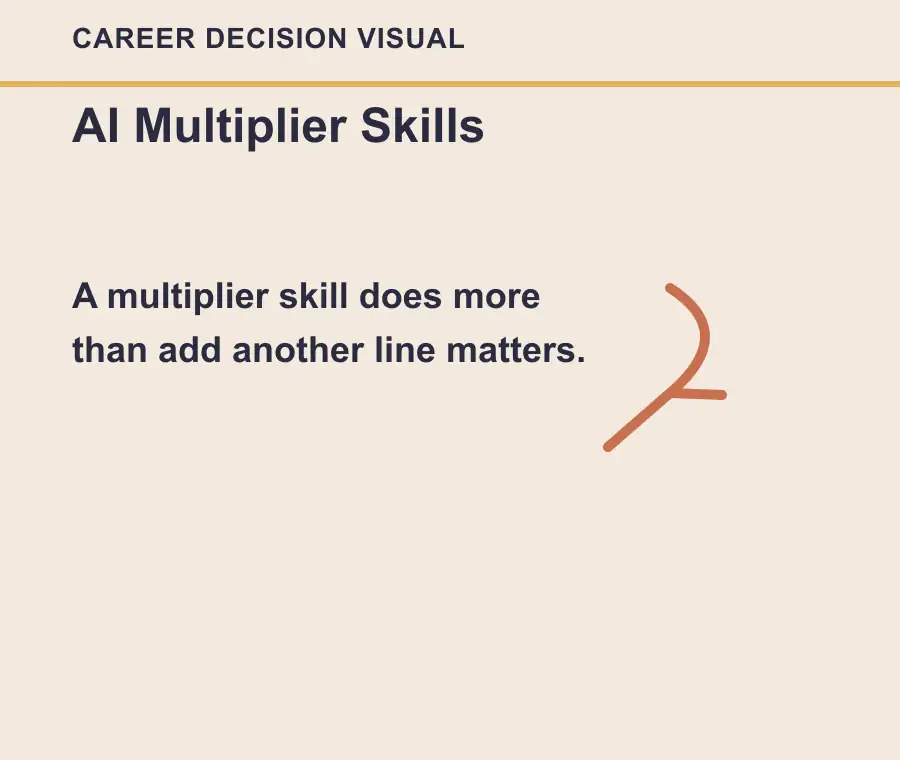 CAREER DECISION VISUAL
AI Multiplier Skills
A multiplier skill does more
than add another line matters.